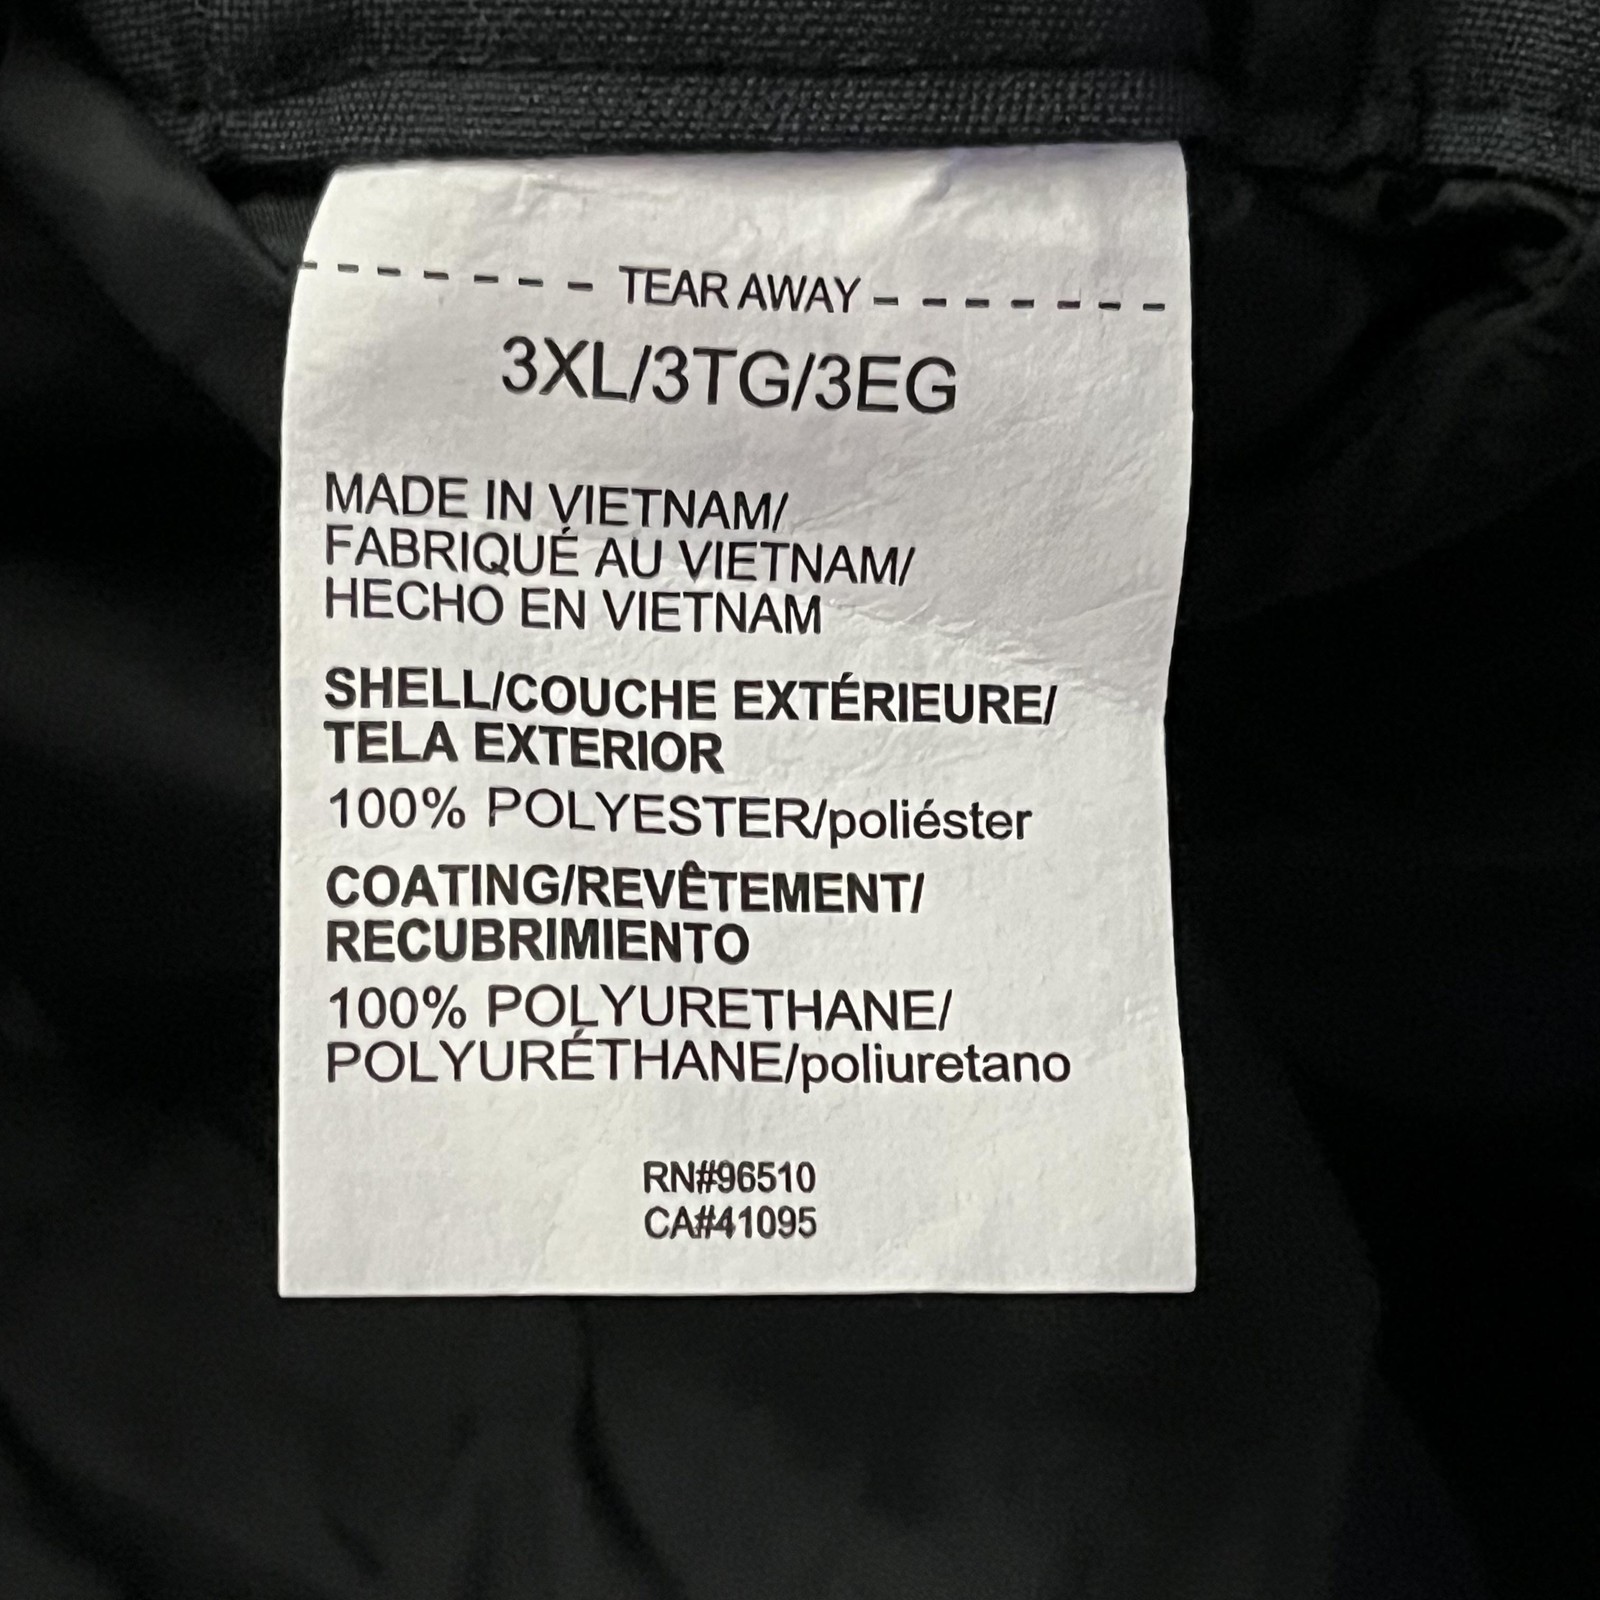 - - - - - - - TEAR AWAY - - - - - - -
3XL/3TG/3EG
MADE IN VIETNAM/
FABRIQUÉ AU VIETNAM/
HECHO EN VIETNAM
SHELL/COUCHE EXTÉRIEURE/
TELA EXTERIOR
100% POLYESTER/poliéster
COATING/REVÊTEMENT/
RECUBRIMIENTO
100% POLYURETHANE/
POLYURÉTHANE/poliuretano
RN#96510
CA#41095